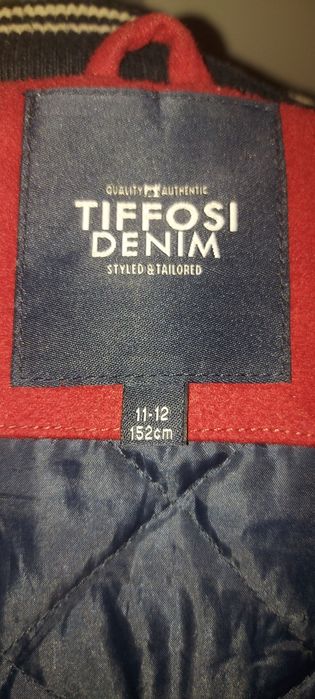 QUALITY AUTHENTIC
TIFFOSI
DENIM
STYLED & TAILORED
11-12
152cm